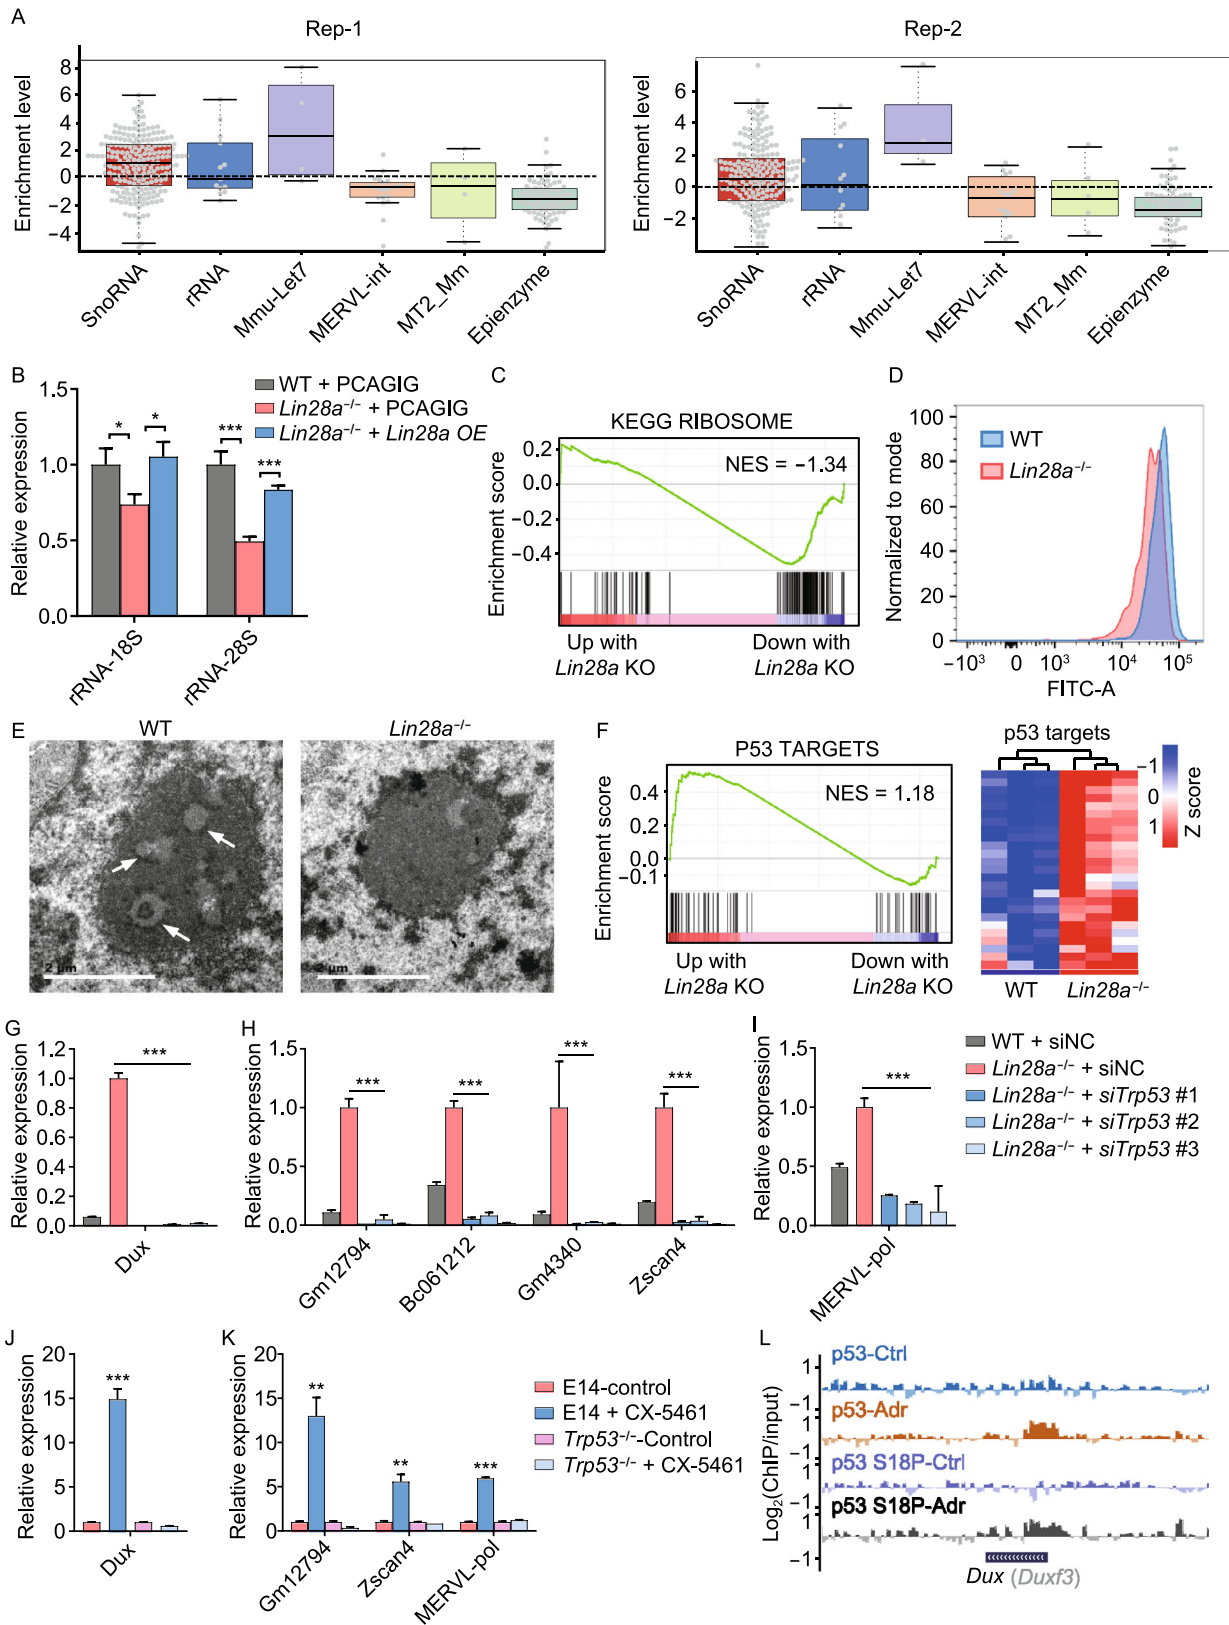 A
Rep-1
Rep-2
Enrichment level
8
6
4
2
0
−2
−4
SnoRNA
rRNA
Mmu-Let7
MERVL-int
MT2_Mm
Epienzyme
Enrichment level
6
4
2
0
−2
SnoRNA
rRNA
Mmu-Let7
MERVL-int
MT2_Mm
Epienzyme
B
WT + PCAGIG
Lin28a−/− + PCAGIG
Lin28a−/− + Lin28a OE
Relative expression
1.5
1.0
0.5
0.0
* * *** ***
rRNA-18S
rRNA-28S
C
KEGG RIBOSOME
NES = −1.34
Enrichment score
0.2
0.0
−0.2
−0.4
Up with Lin28a KO
Down with Lin28a KO
D
WT
Lin28a−/−
Normalized to mode
100
80
60
40
20
0
−10³ 0 10³ 10⁴ 10⁵
FITC-A
E
WT
Lin28a−/−
2 μm
2 μm
F
P53 TARGETS
NES = 1.18
Enrichment score
0.4
0.2
0.0
−0.1
Up with Lin28a KO
Down with Lin28a KO
p53 targets
−1
0
1
Z score
WT
Lin28a−/−
G
Relative expression
1.2
1.0
0.8
0.6
0.4
0.2
0.0
***
Dux
H
Relative expression
1.5
1.0
0.5
0.0
*** *** *** ***
Gm12794
Bc061212
Gm4340
Zscan4
I
Relative expression
1.5
1.0
0.5
0.0
***
MERVL-pol
WT + siNC
Lin28a−/− + siNC
Lin28a−/− + siTrp53 #1
Lin28a−/− + siTrp53 #2
Lin28a−/− + siTrp53 #3
J
Relative expression
20
15
10
5
0
***
Dux
K
Relative expression
20
15
10
5
0
** ** ***
Gm12794
Zscan4
MERVL-pol
E14-control
E14 + CX-5461
Trp53−/−-Control
Trp53−/− + CX-5461
L
Log₂(ChIP/input)
p53-Ctrl
1
−1
p53-Adr
1
−1
p53 S18P-Ctrl
1
−1
p53 S18P-Adr
1
−1
Dux (Duxf3)